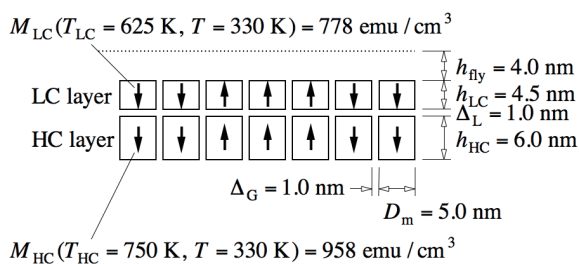 M_LC (T_LC = 625 K, T = 330 K) = 778 emu / cm^3
h_fly = 4.0 nm
LC layer
h_LC = 4.5 nm
Δ_L = 1.0 nm
HC layer
h_HC = 6.0 nm
Δ_G = 1.0 nm
D_m = 5.0 nm
M_HC (T_HC = 750 K, T = 330 K) = 958 emu / cm^3